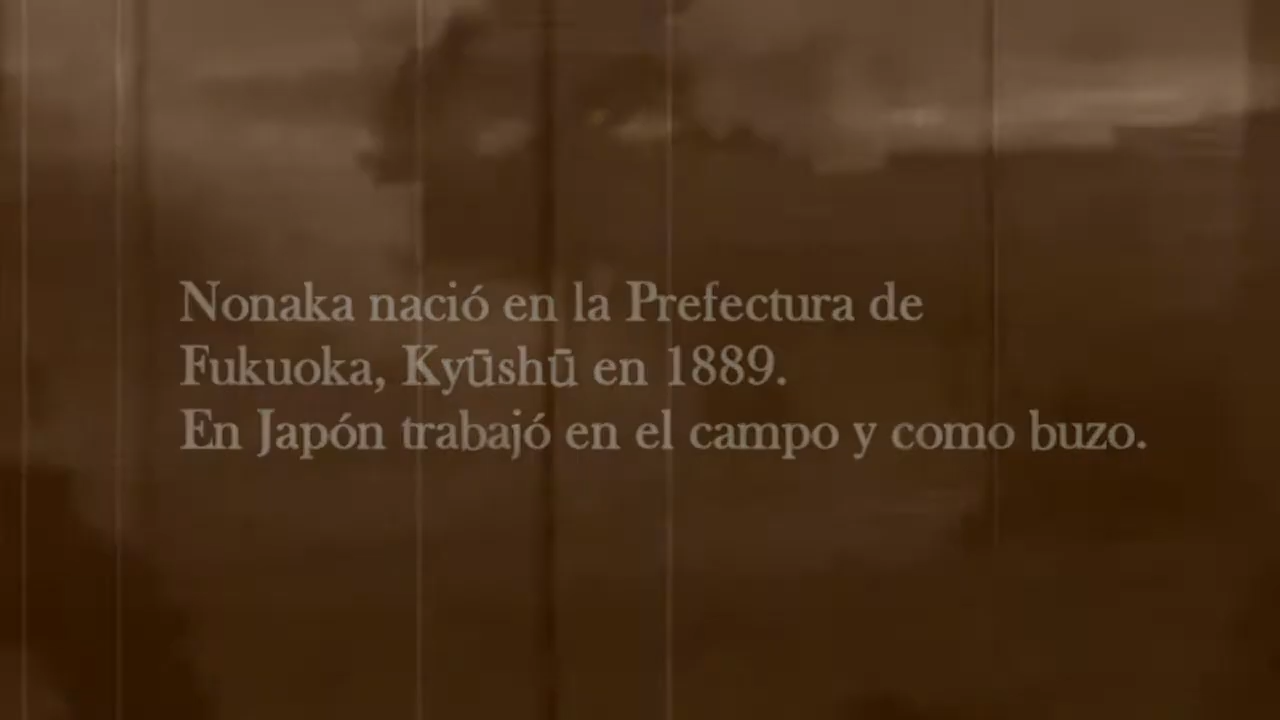 Nonaka nació en la Prefectura de
Fukuoka, Kyūshū en 1889.
En Japón trabajó en el campo y como buzo.